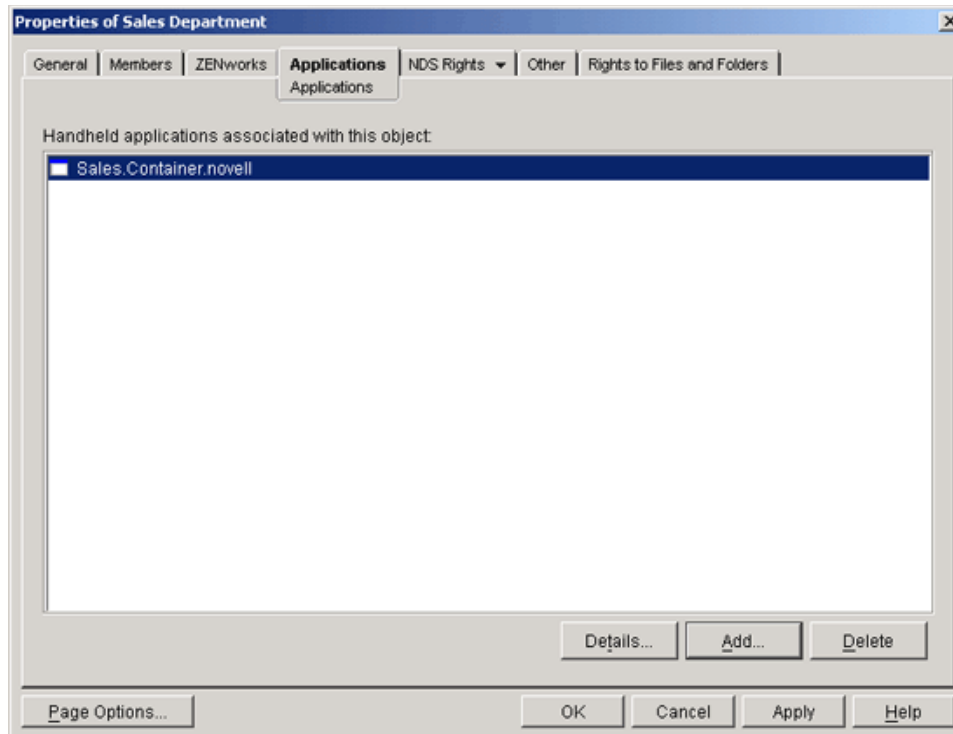 Properties of Sales Department
General Members ZENworks Applications NDS Rights Other Rights to Files and Folders
Applications
Handheld applications associated with this object:
Sales.Container.novell
Details... Add... Delete
Page Options... OK Cancel Apply Help